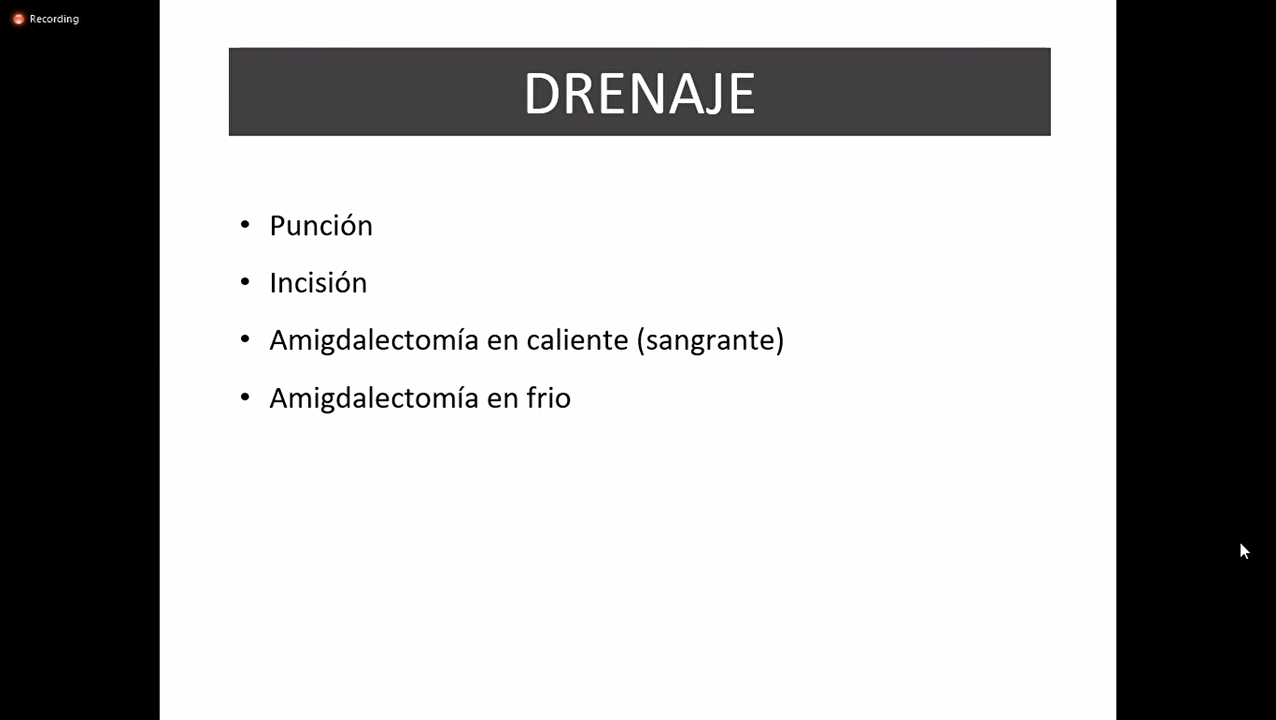 Recording
DRENAJE
• Punción
• Incisión
• Amigdalectomía en caliente (sangrante)
• Amigdalectomía en frio